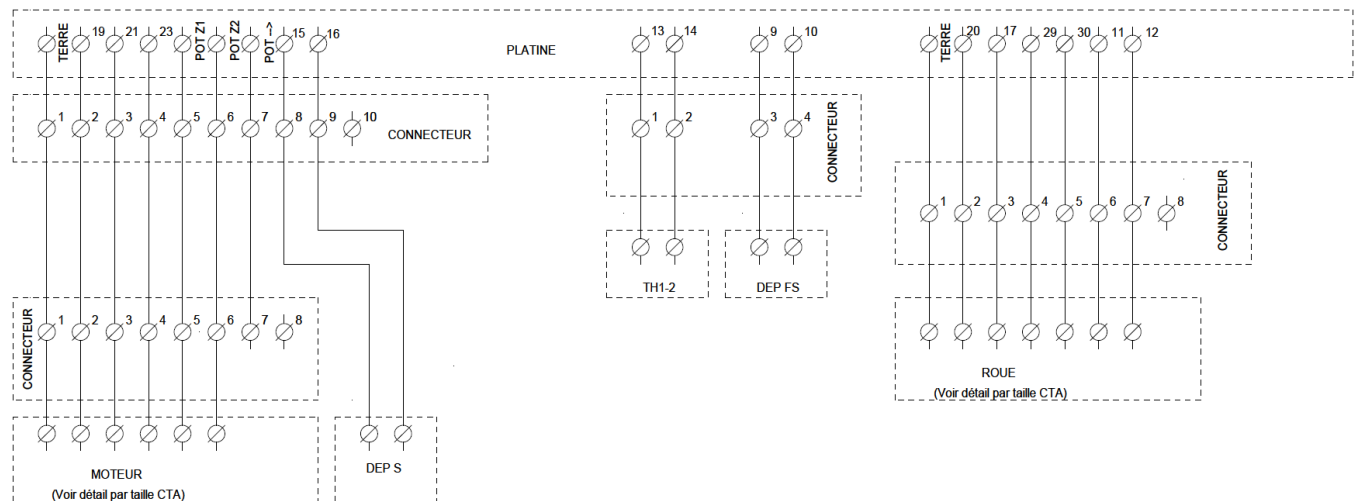 TERRE 19 21 23 POT Z1 POT Z2 POT --> 15 16
PLATINE
13 14
9 10
TERRE 20 17 29 30 11 12
1 2 3 4 5 6 7 8 9 10
CONNECTEUR
1 2 3 4
CONNECTEUR
1 2 3 4 5 6 7 8
CONNECTEUR
TH1-2
DEP FS
CONNECTEUR
1 2 3 4 5 6 7 8
ROUE
(Voir détail par taille CTA)
MOTEUR
(Voir détail par taille CTA)
DEP S